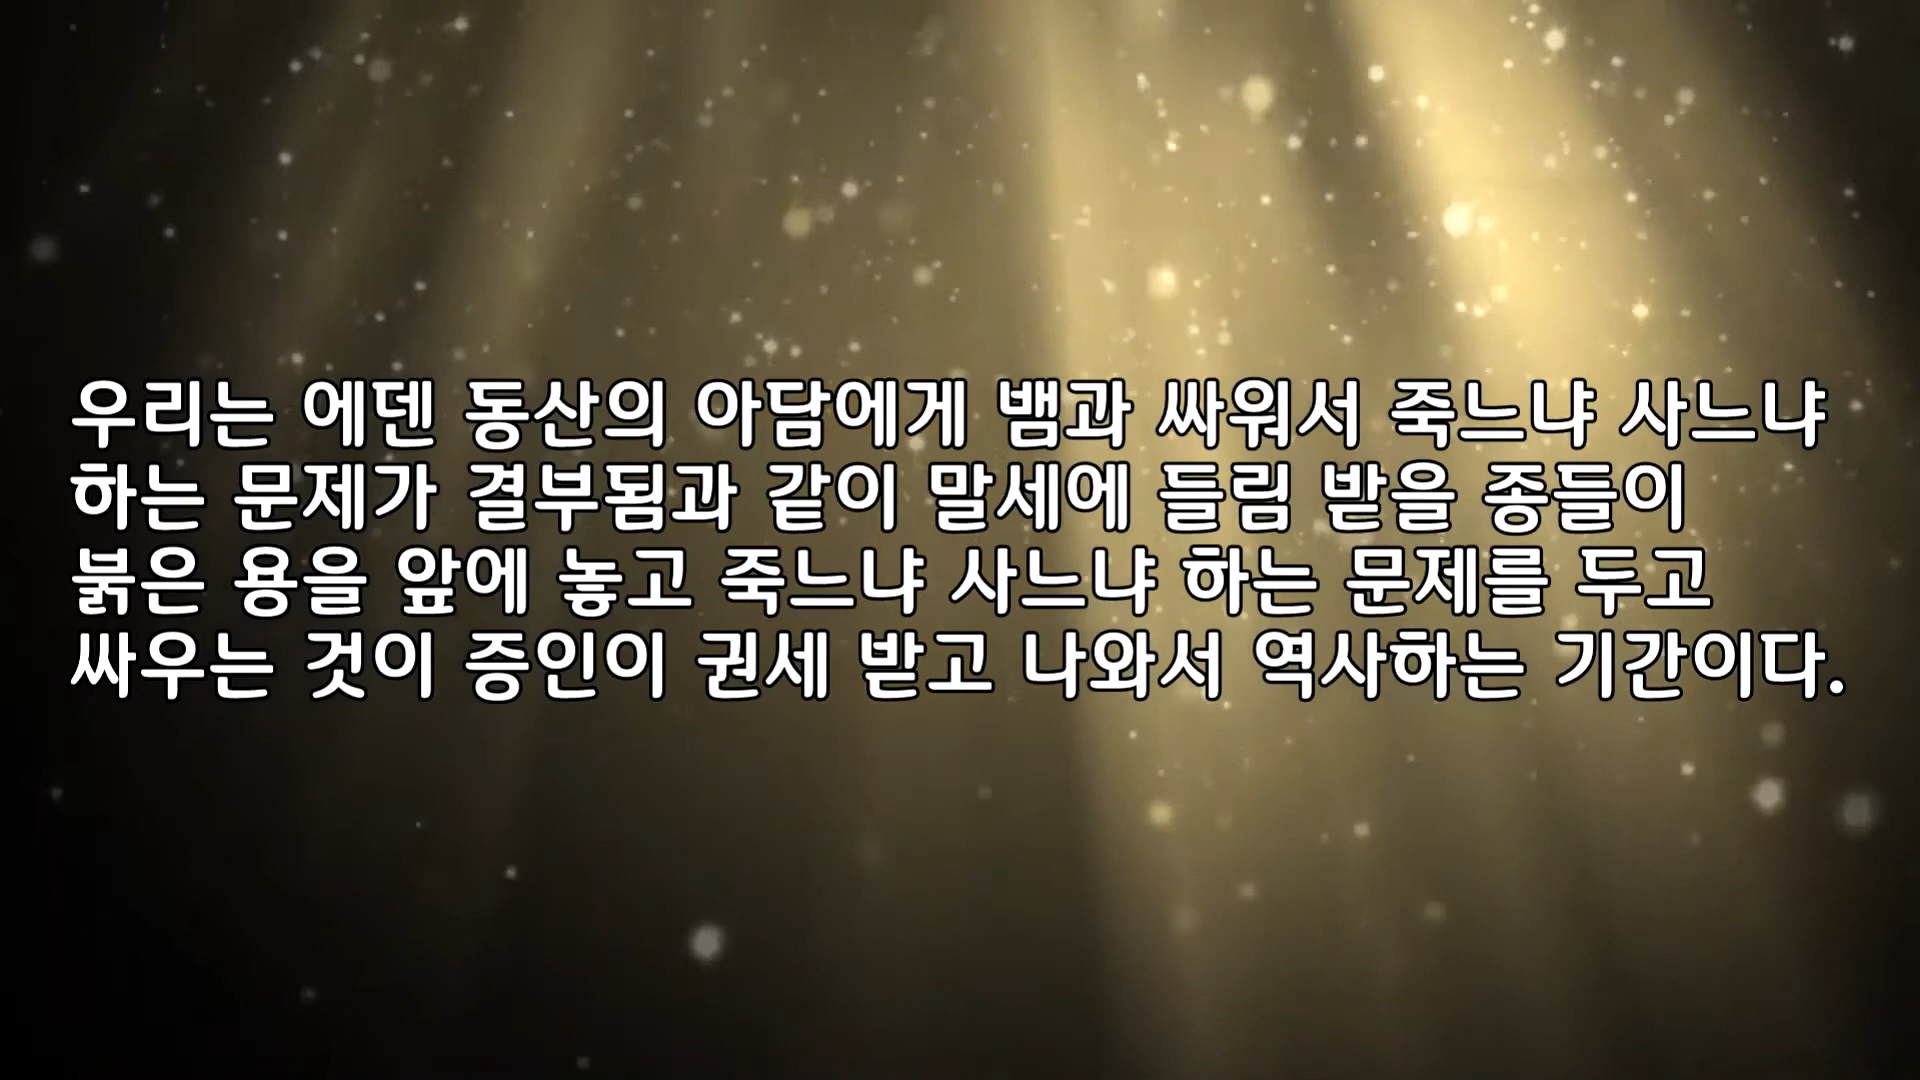 우리는 에덴 동산의 아담에게 뱀과 싸워서 죽느냐 사느냐
하는 문제가 결부됨과 같이 말세에 들림 받을 종들이
붉은 용을 앞에 놓고 죽느냐 사느냐 하는 문제를 두고
싸우는 것이 증인이 권세 받고 나와서 역사하는 기간이다.